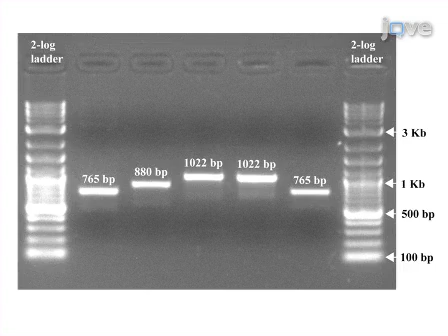 jove
2-log
ladder
2-log
ladder
765 bp
880 bp
1022 bp
1022 bp
765 bp
3 Kb
1 Kb
500 bp
100 bp